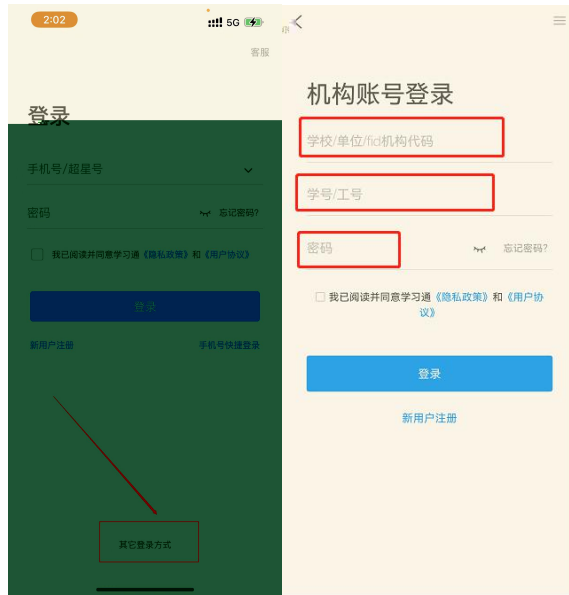 2:02
5G
客服
登录
手机号/超星号
密码
忘记密码?
我已阅读并同意学习通《隐私政策》和《用户协议》
登录
新用户注册
手机号快捷登录
其它登录方式
机构账号登录
学校/单位/fid机构代码
学号/工号
密码
忘记密码?
我已阅读并同意学习通《隐私政策》和《用户协
议》
登录
新用户注册